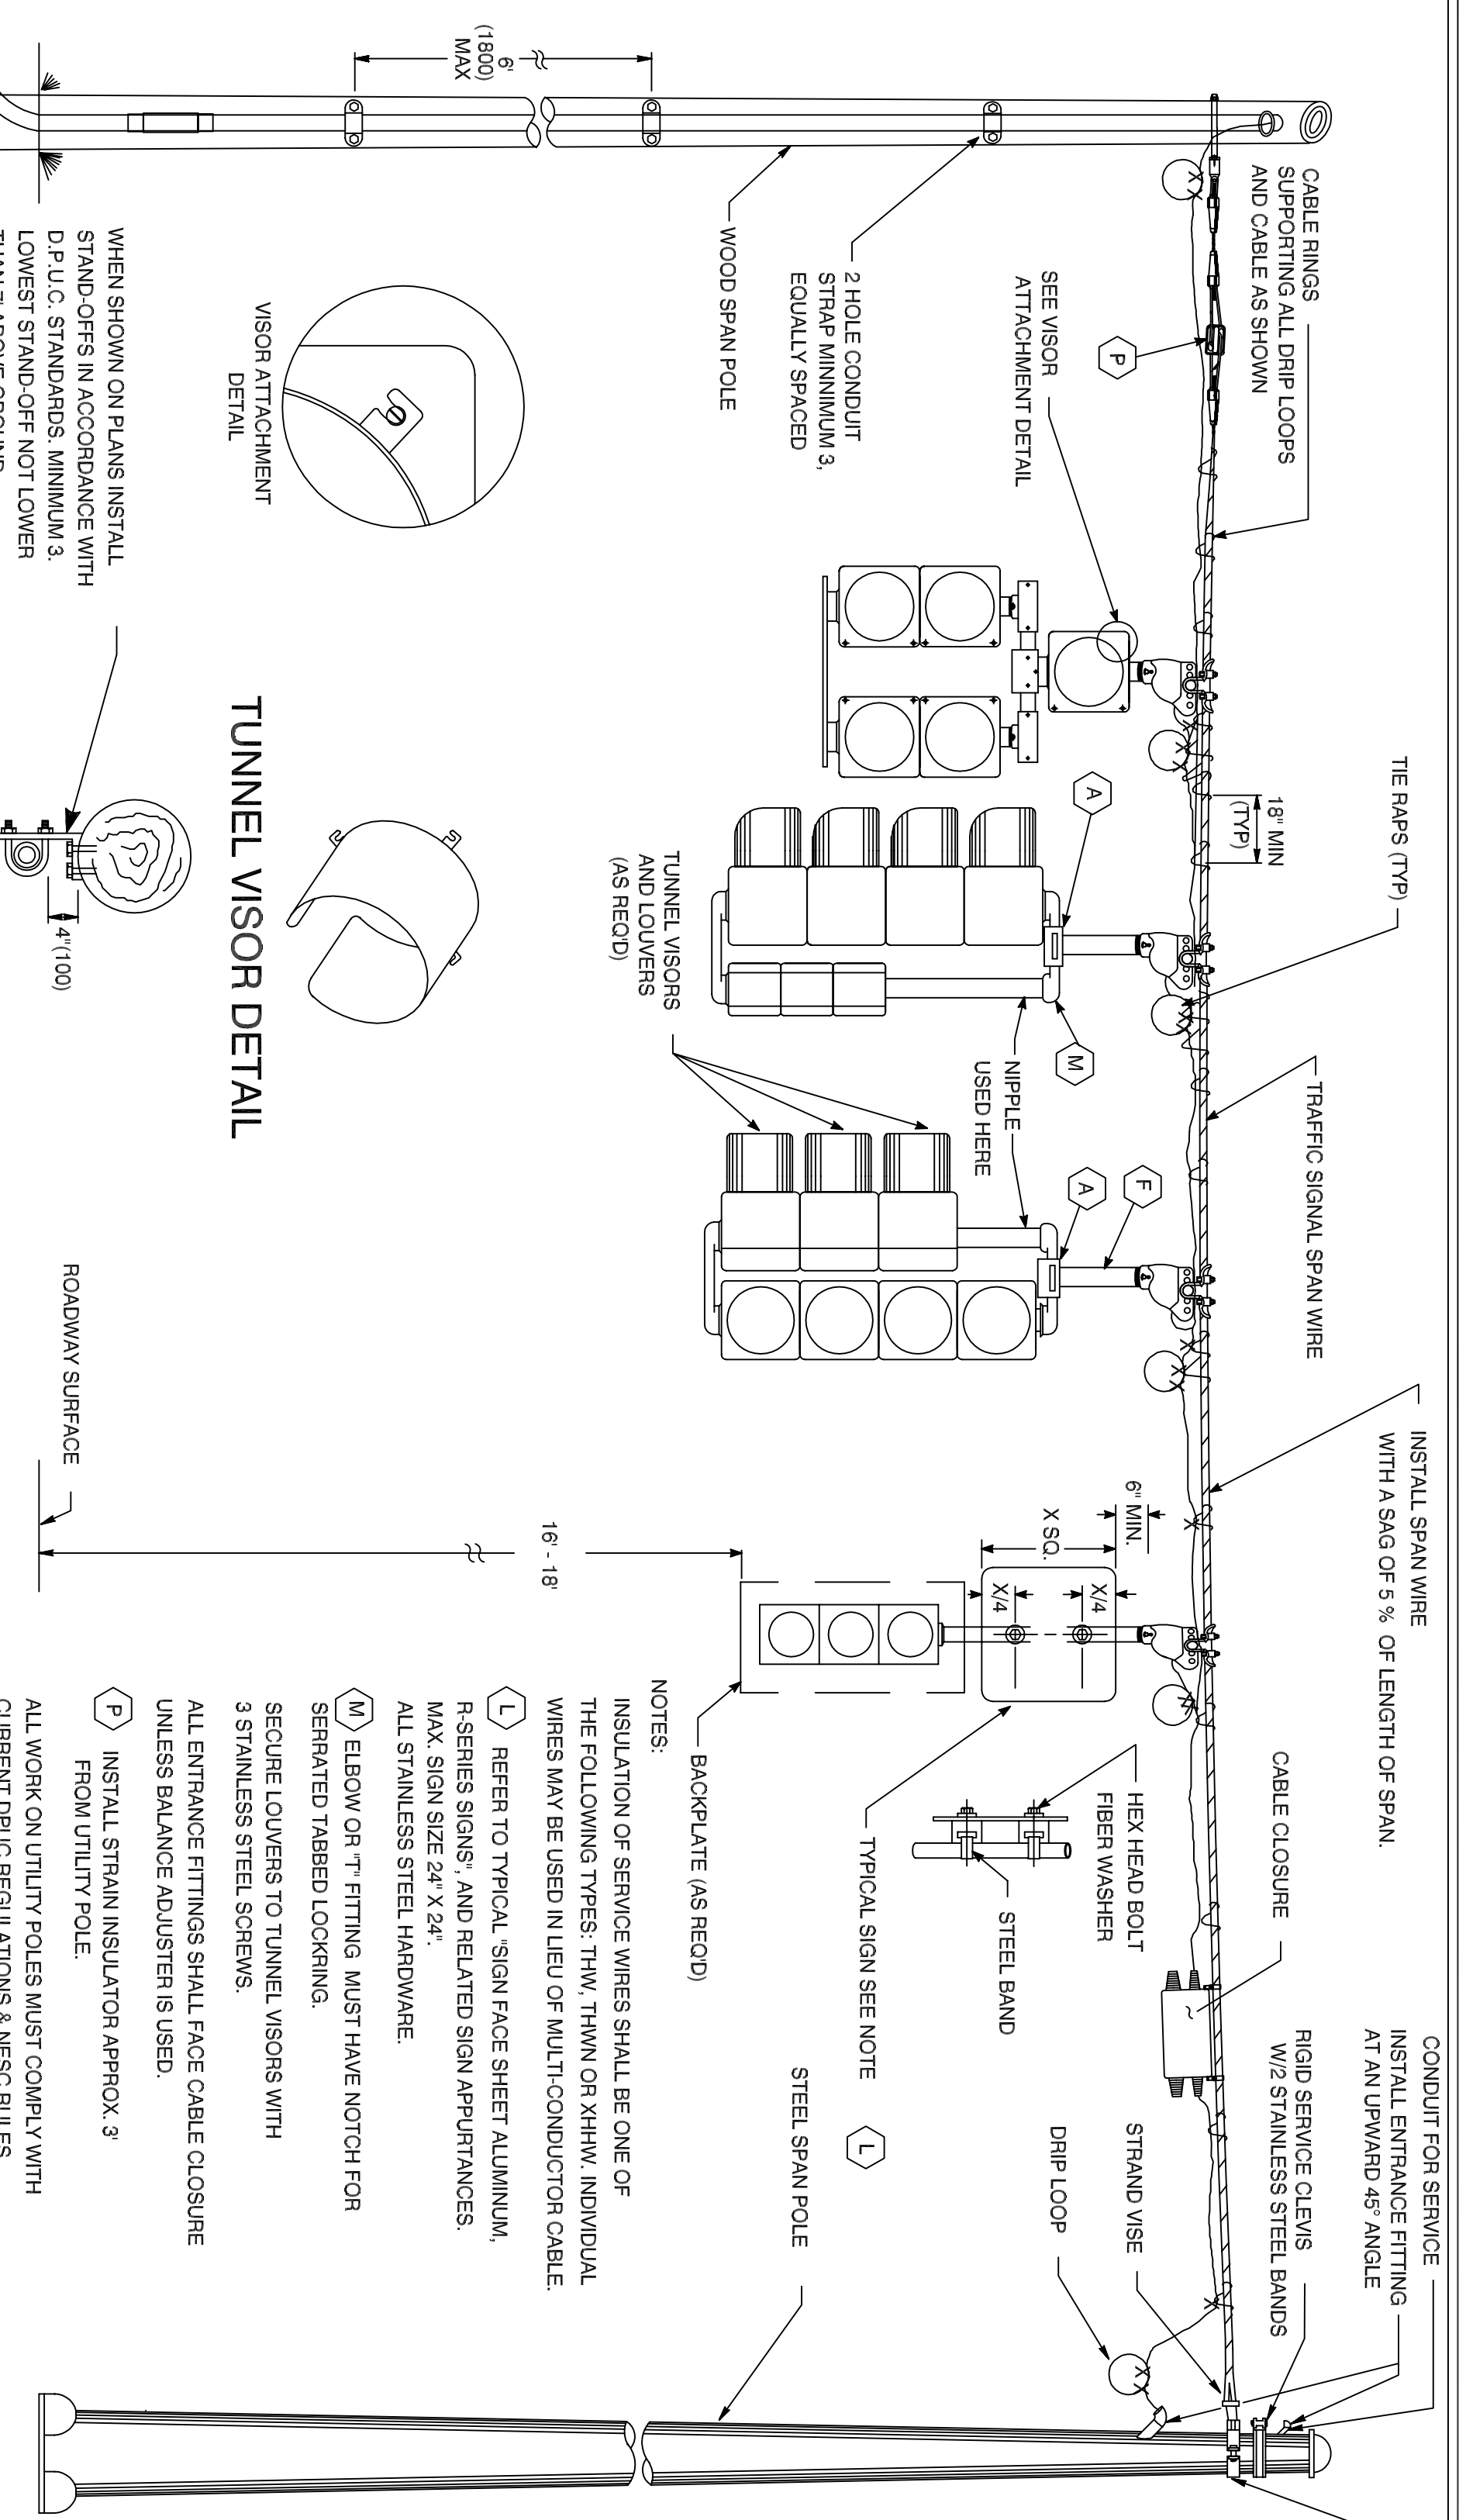 CONDUIT FOR SERVICE
INSTALL ENTRANCE FITTING
AT AN UPWARD 45° ANGLE
RIGID SERVICE CLEVIS
W/2 STAINLESS STEEL BANDS
INSTALL SPAN WIRE
WITH A SAG OF 5 % OF LENGTH OF SPAN.
TIE RAPS (TYP)
CABLE RINGS
SUPPORTING ALL DRIP LOOPS
AND CABLE AS SHOWN
18" MIN
(TYP)
TRAFFIC SIGNAL SPAN WIRE
CABLE CLOSURE
STRAND VISE
DRIP LOOP
P
SEE VISOR
ATTACHMENT DETAIL
A
M
F
A
NIPPLE
USED HERE
6" MIN.
X SQ.
X/4
X/4
HEX HEAD BOLT
FIBER WASHER
STEEL BAND
2 HOLE CONDUIT
STRAP MINNIMUM 3,
EQUALLY SPACED
WOOD SPAN POLE
6'
(1800)
MAX
TUNNEL VISORS
AND LOUVERS
(AS REQ'D)
TYPICAL SIGN SEE NOTE
L
STEEL SPAN POLE
BACKPLATE (AS REQ'D)
16' - 18'
VISOR ATTACHMENT
DETAIL
TUNNEL VISOR DETAIL
NOTES:
INSULATION OF SERVICE WIRES SHALL BE ONE OF
THE FOLLOWING TYPES: THW, THWN OR XHHW. INDIVIDUAL
WIRES MAY BE USED IN LIEU OF MULTI-CONDUCTOR CABLE.
L REFER TO TYPICAL "SIGN FACE SHEET ALUMINUM,
R-SERIES SIGNS", AND RELATED SIGN APPURTANCES.
MAX. SIGN SIZE 24" X 24".
ALL STAINLESS STEEL HARDWARE.
M ELBOW OR "T" FITTING MUST HAVE NOTCH FOR
SERRATED TABBED LOCKRING.
SECURE LOUVERS TO TUNNEL VISORS WITH
3 STAINLESS STEEL SCREWS.
ALL ENTRANCE FITTINGS SHALL FACE CABLE CLOSURE
UNLESS BALANCE ADJUSTER IS USED.
P INSTALL STRAIN INSULATOR APPROX. 3'
FROM UTILITY POLE.
ALL WORK ON UTILITY POLES MUST COMPLY WITH
CURRENT DPUC REGULATIONS & NESC RULES
WHEN SHOWN ON PLANS INSTALL
STAND-OFFS IN ACCORDANCE WITH
D.P.U.C. STANDARDS. MINIMUM 3.
LOWEST STAND-OFF NOT LOWER
4"(100)
ROADWAY SURFACE